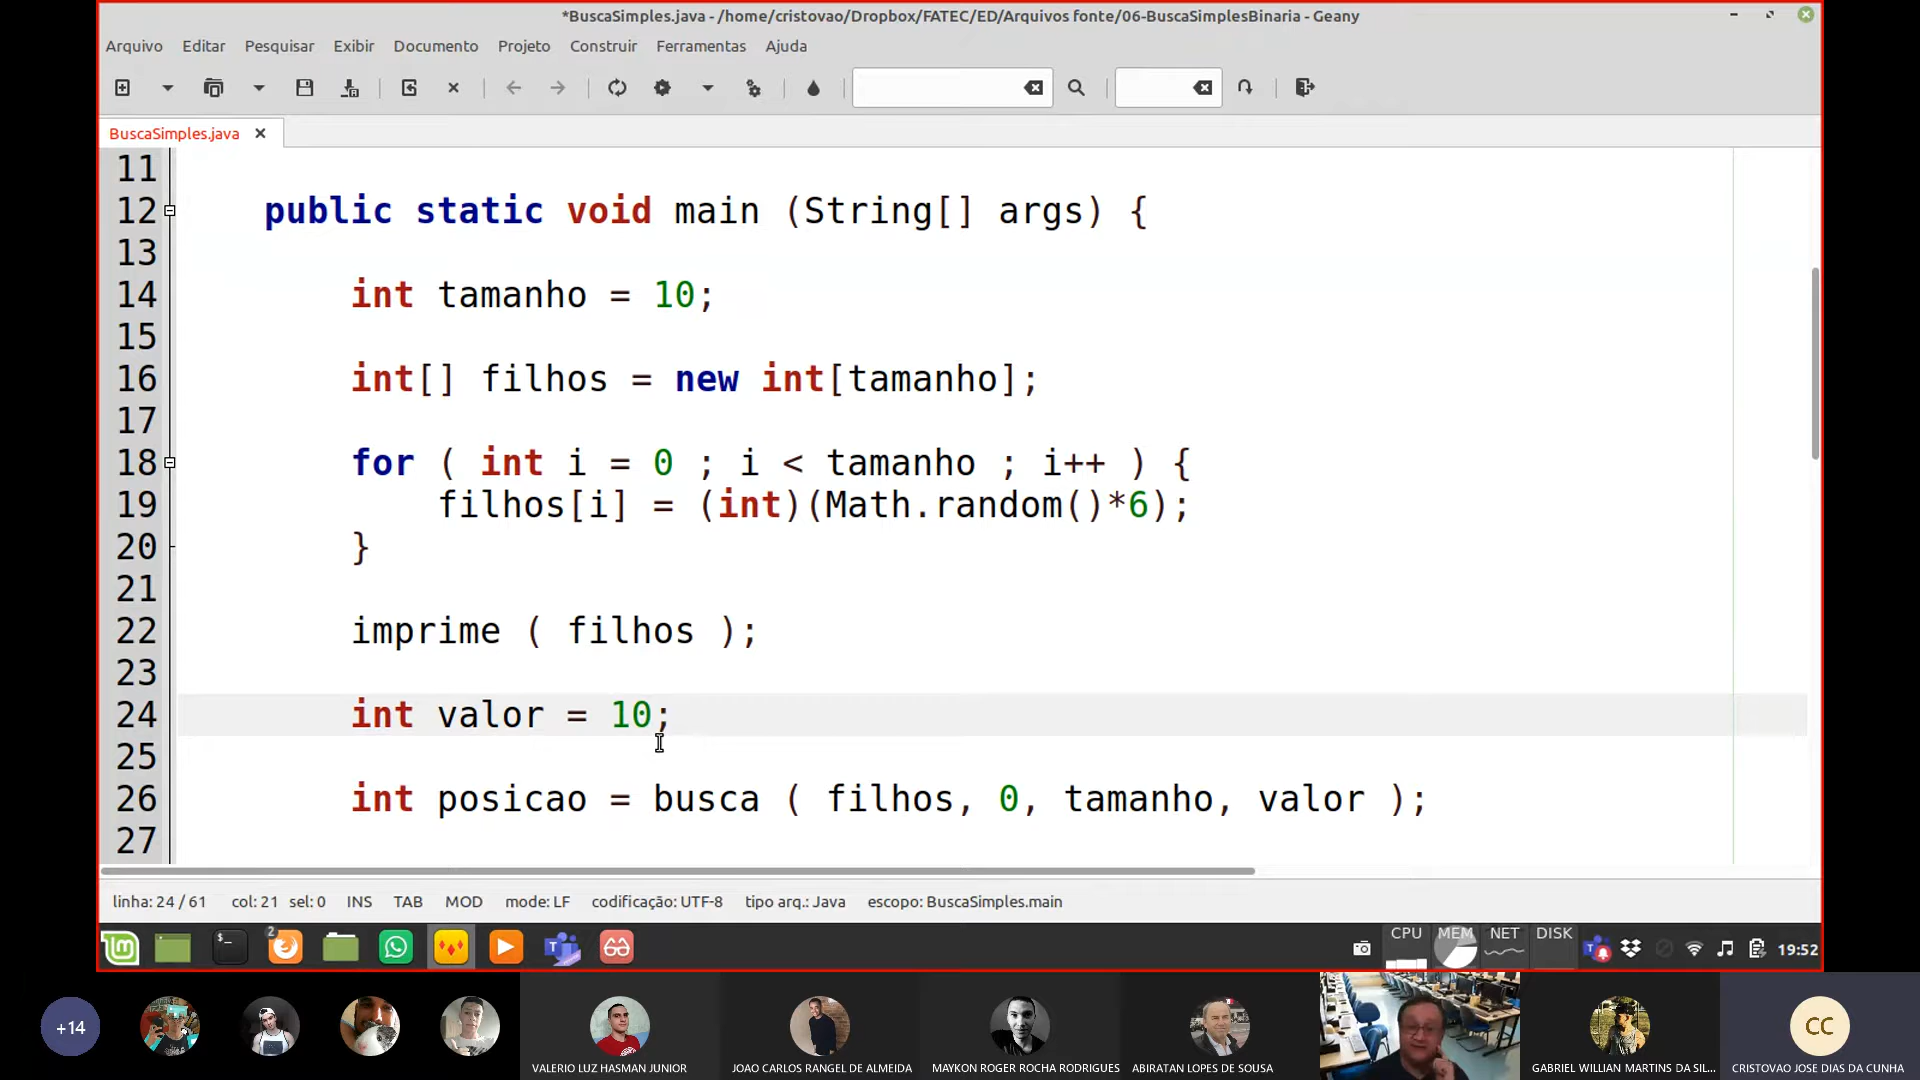 *BuscaSimples.java - /home/cristovao/Dropbox/FATEC/ED/Arquivos fonte/06-BuscaSimplesBinaria - Geany
Arquivo Editar Pesquisar Exibir Documento Projeto Construir Ferramentas Ajuda
BuscaSimples.java
11
12 public static void main (String[] args) {
13
14 int tamanho = 10;
15
16 int[] filhos = new int[tamanho];
17
18 for ( int i = 0 ; i < tamanho ; i++ ) {
19 filhos[i] = (int)(Math.random()*6);
20 }
21
22 imprime ( filhos );
23
24 int valor = 10;
25
26 int posicao = busca ( filhos, 0, tamanho, valor );
27
linha: 24 / 61 col: 21 sel: 0 INS TAB MOD mode: LF codificação: UTF-8 tipo arq.: Java escopo: BuscaSimples.main
2 CPU MEM NET DISK 19:52
+14 VALERIO LUZ HASMAN JUNIOR JOAO CARLOS RANGEL DE ALMEIDA MAYKON ROGER ROCHA RODRIGUES ABIRATAN LOPES DE SOUSA GABRIEL WILLIAN MARTINS DA SIL... CC CRISTOVAO JOSE DIAS DA CUNHA